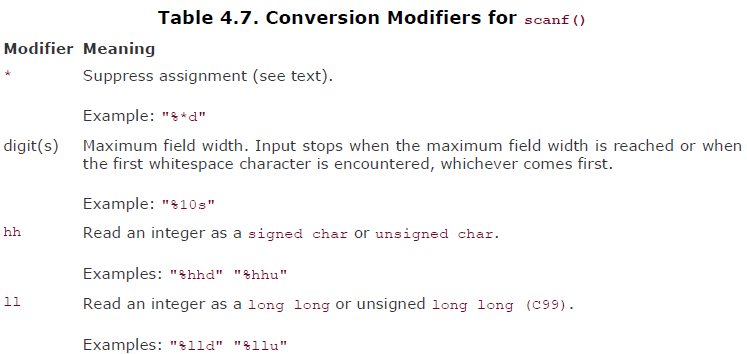 Table 4.7. Conversion Modifiers for scanf()
Modifier Meaning
* Suppress assignment (see text).
Example: "%*d"
digit(s) Maximum field width. Input stops when the maximum field width is reached or when
the first whitespace character is encountered, whichever comes first.
Example: "%10s"
hh Read an integer as a signed char or unsigned char.
Examples: "%hhd" "%hhu"
ll Read an integer as a long long or unsigned long long (C99).
Examples: "%lld" "%llu"